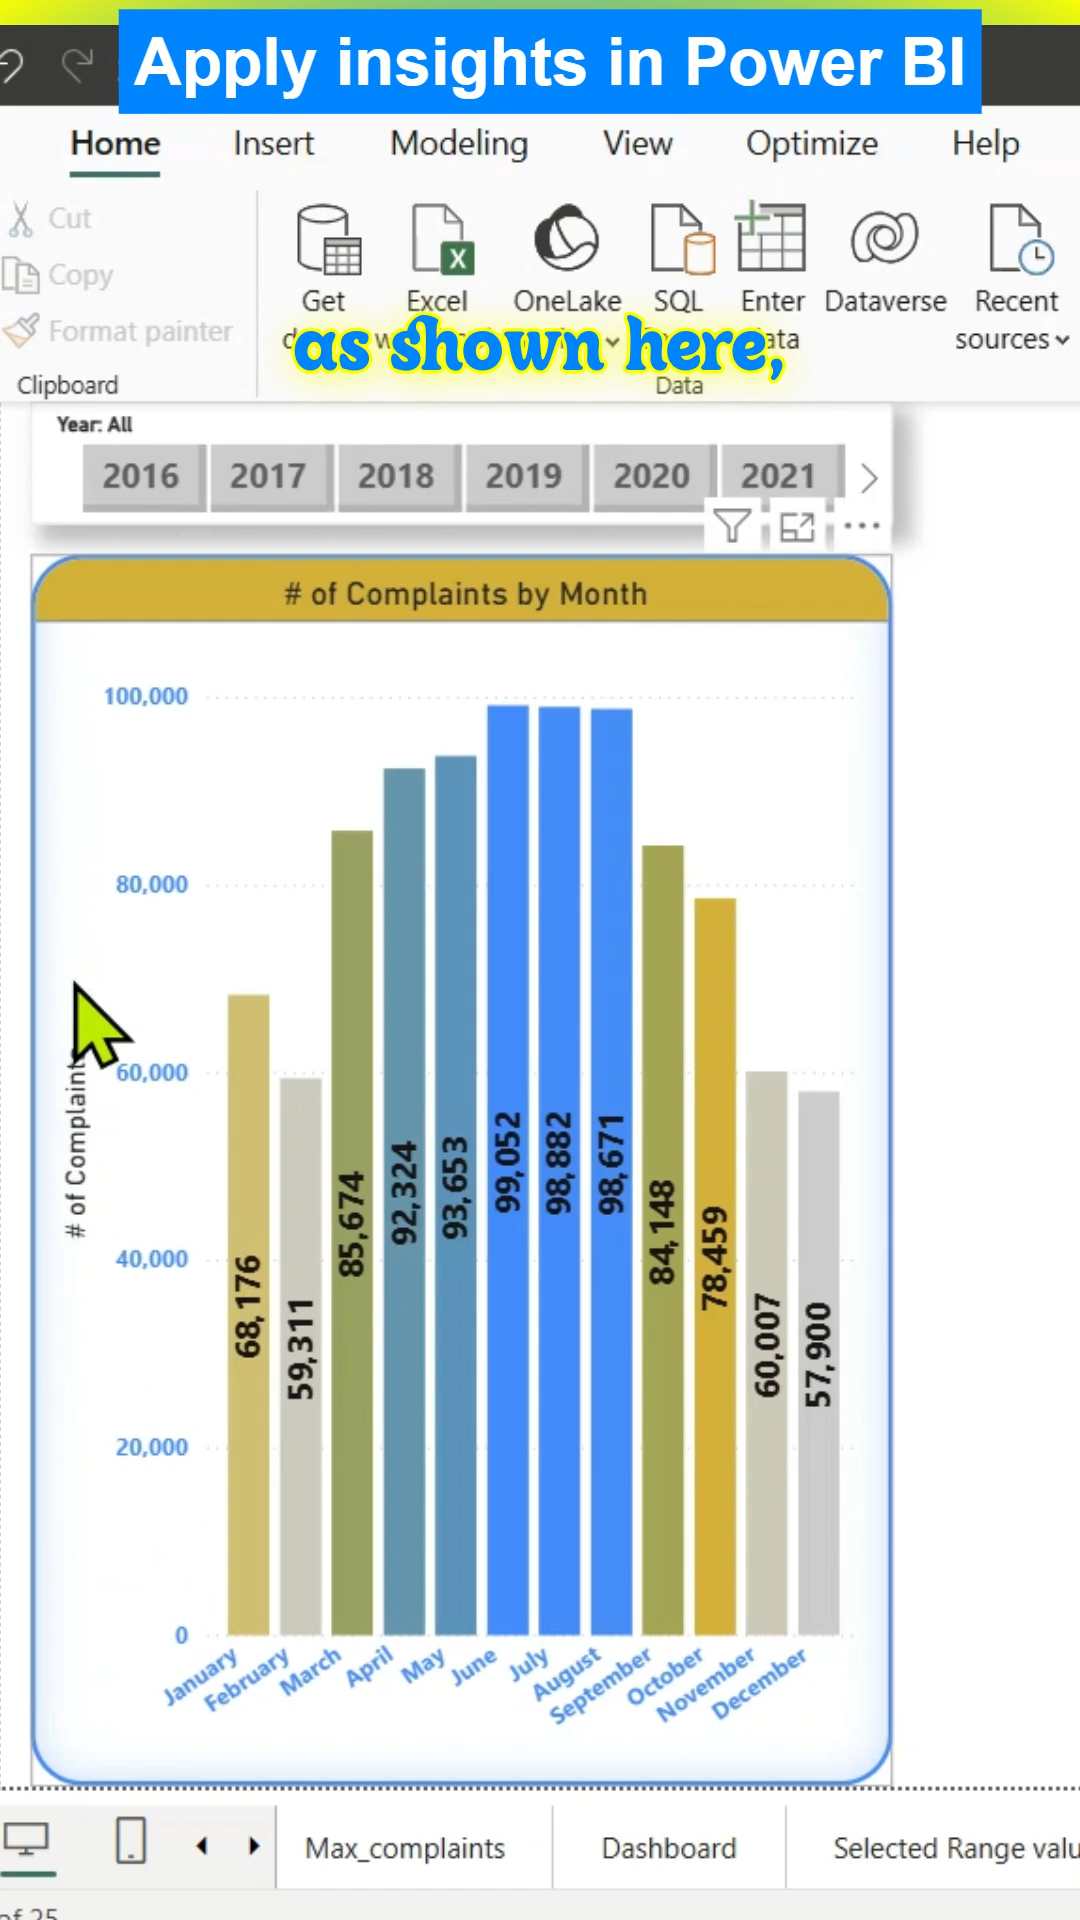 Apply insights in Power BI
Home Insert Modeling View Optimize Help
Cut
Copy
Format painter
Clipboard
Get
Excel
OneLake
SQL
Enter
Dataverse
Recent
sources
as shown here,
Data
Year: All
2016 2017 2018 2019 2020 2021
# of Complaints by Month
# of Complaint
100,000
80,000
60,000
40,000
20,000
0
68,176
59,311
85,674
92,324
93,653
99,052
98,882
98,671
84,148
78,459
60,007
57,900
January
February
March
April
May
June
July
August
September
October
November
December
Max_complaints Dashboard Selected Range valu
of 25